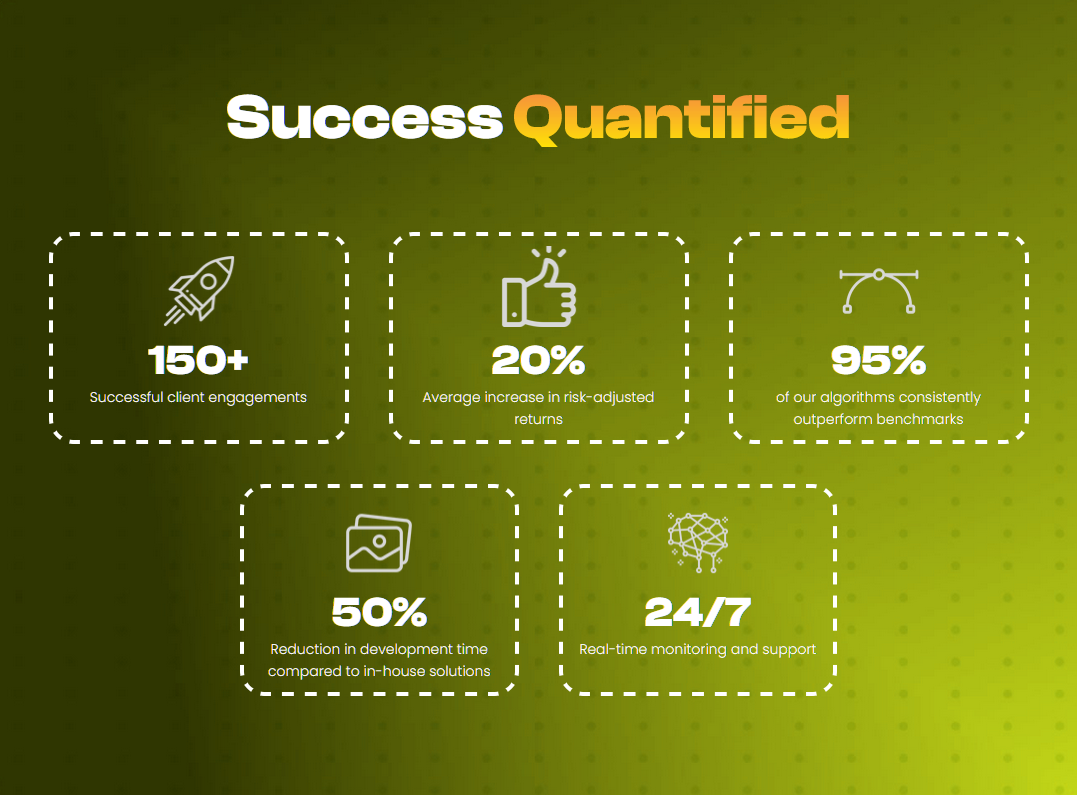 Success Quantified
150+
Successful client engagements
20%
Average increase in risk-adjusted
returns
95%
of our algorithms consistently
outperform benchmarks
50%
Reduction in development time
compared to in-house solutions
24/7
Real-time monitoring and support